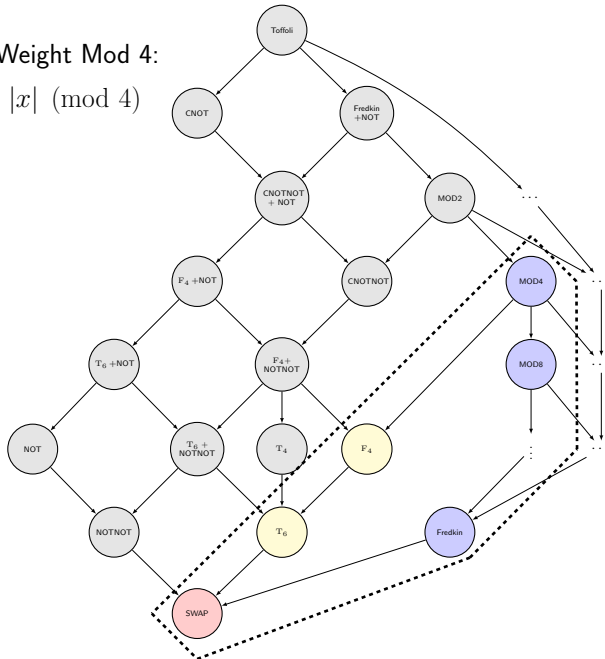 Toffoli
Weight Mod 4:
|x| (mod 4)
CNOT
Fredkin
+NOT
CNOTNOT
+ NOT
MOD2
...
F₄ +NOT
CNOTNOT
MOD4
...
T₆ +NOT
F₄+
NOTNOT
MOD8
...
NOT
T₆ +
NOTNOT
T₄
F₄
⋮
...
NOTNOT
T₆
Fredkin
SWAP